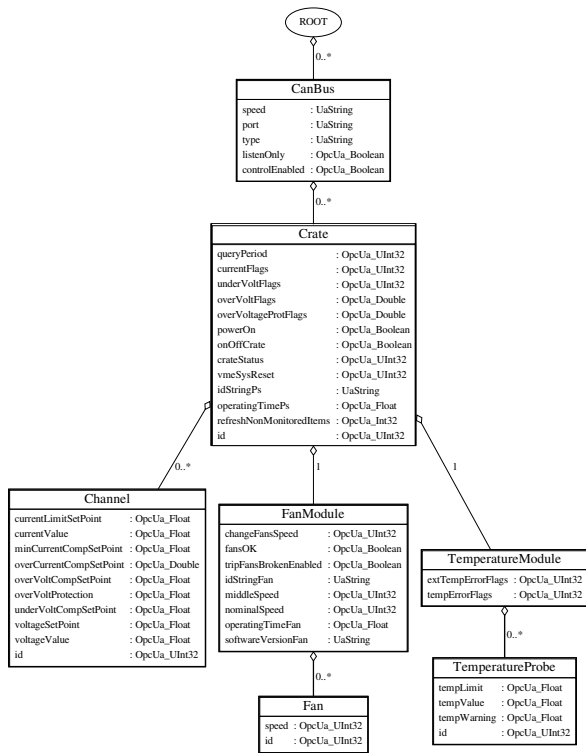 ROOT
0..*
CanBus
speed : UaString
port : UaString
type : UaString
listenOnly : OpcUa_Boolean
controlEnabled : OpcUa_Boolean
0..*
Crate
queryPeriod : OpcUa_UInt32
currentFlags : OpcUa_UInt32
underVoltFlags : OpcUa_UInt32
overVoltFlags : OpcUa_Double
overVoltageProtFlags : OpcUa_Double
powerOn : OpcUa_Boolean
onOffCrate : OpcUa_Boolean
crateStatus : OpcUa_UInt32
vmeSysReset : OpcUa_UInt32
idStringPs : UaString
operatingTimePs : OpcUa_Float
refreshNonMonitoredItems : OpcUa_Int32
id : OpcUa_UInt32
0..*
1
1
Channel
currentLimitSetPoint : OpcUa_Float
currentValue : OpcUa_Float
minCurrentCompSetPoint : OpcUa_Float
overCurrentCompSetPoint : OpcUa_Double
overVoltCompSetPoint : OpcUa_Float
overVoltProtection : OpcUa_Float
underVoltCompSetPoint : OpcUa_Float
voltageSetPoint : OpcUa_Float
voltageValue : OpcUa_Float
id : OpcUa_UInt32
FanModule
changeFansSpeed : OpcUa_UInt32
fansOK : OpcUa_Boolean
tripFansBrokenEnabled : OpcUa_Boolean
idStringFan : UaString
middleSpeed : OpcUa_UInt32
nominalSpeed : OpcUa_UInt32
operatingTimeFan : OpcUa_Float
softwareVersionFan : UaString
TemperatureModule
extTempErrorFlags : OpcUa_UInt32
tempErrorFlags : OpcUa_UInt32
0..*
0..*
Fan
speed : OpcUa_UInt32
id : OpcUa_UInt32
TemperatureProbe
tempLimit : OpcUa_Float
tempValue : OpcUa_Float
tempWarning : OpcUa_Float
id : OpcUa_UInt32